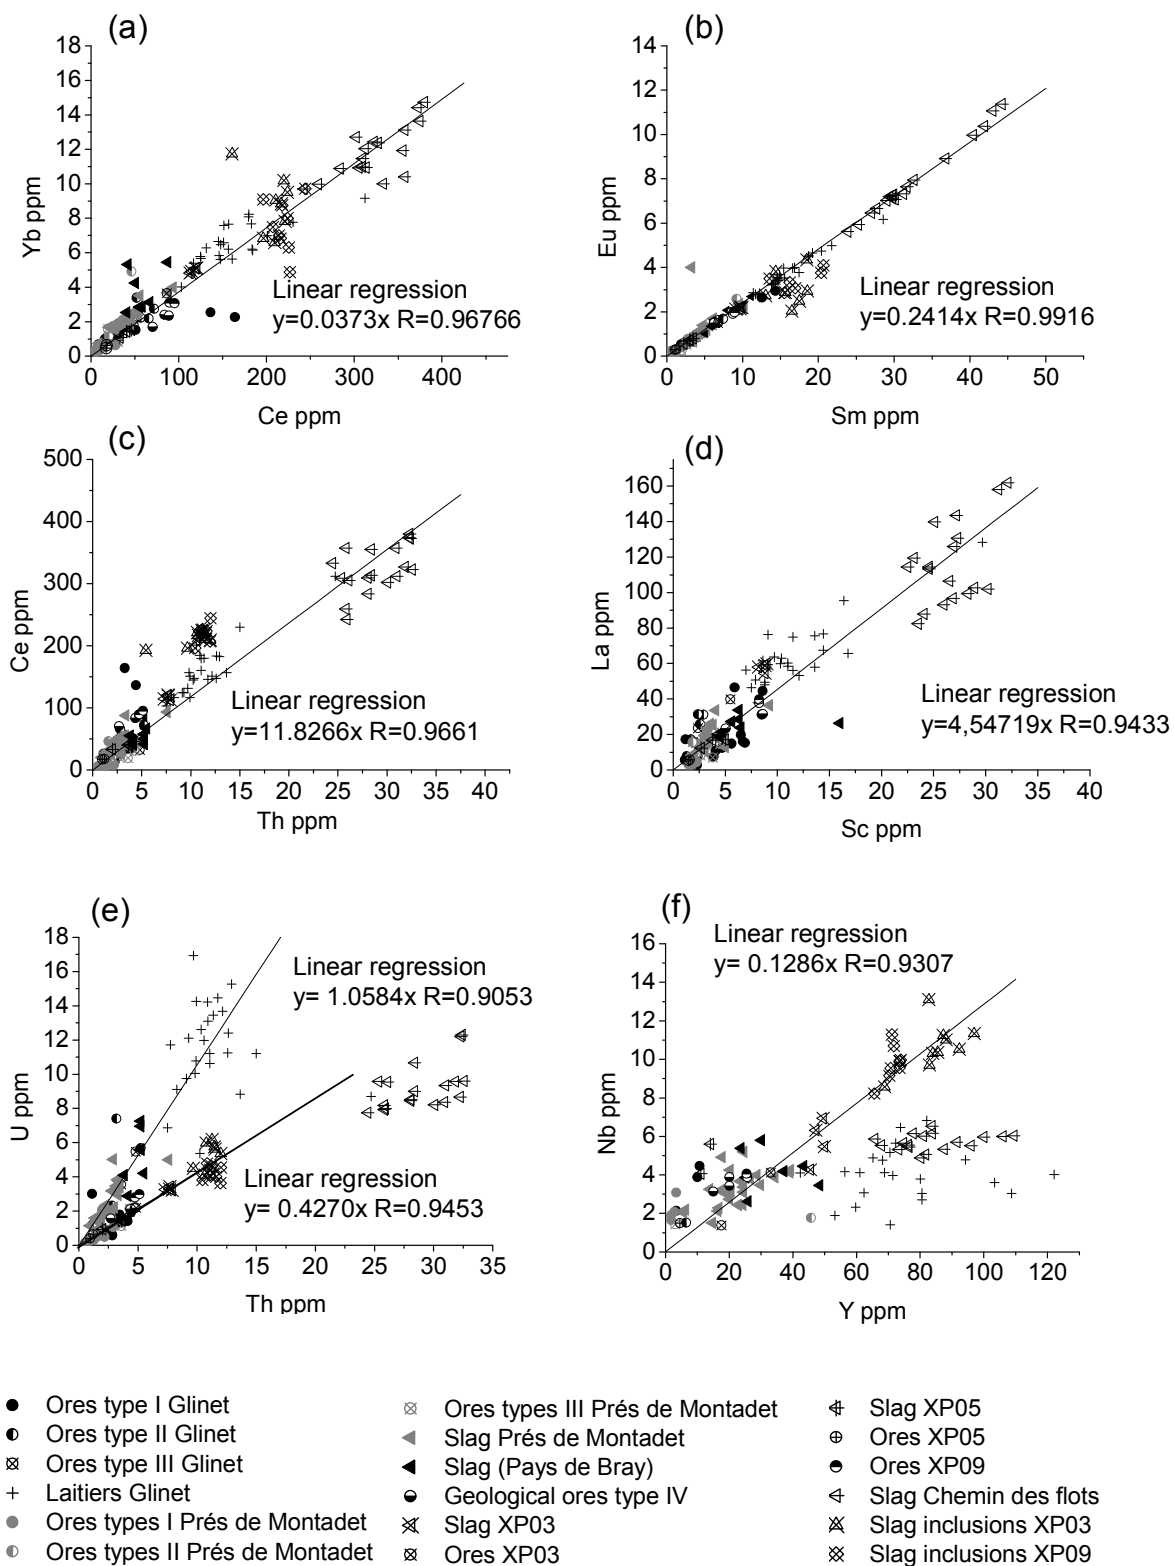 (a)
18
16
14
12
10
8
6
4
2
0
Yb ppm
Linear regression
y=0.0373x R=0.96766
0 100 200 300 400
Ce ppm
(b)
14
12
10
8
6
4
2
0
Eu ppm
Linear regression
y=0.2414x R=0.9916
0 10 20 30 40 50
Sm ppm
(c)
500
400
300
200
100
0
Ce ppm
Linear regression
y=11.8266x R=0.9661
0 5 10 15 20 25 30 35 40
Th ppm
(d)
160
140
120
100
80
60
40
20
0
La ppm
Linear regression
y=4,54719x R=0.9433
0 5 10 15 20 25 30 35 40
Sc ppm
(e)
18
16
14
12
10
8
6
4
2
0
U ppm
Linear regression
y= 1.0584x R=0.9053
Linear regression
y= 0.4270x R=0.9453
0 5 10 15 20 25 30 35
Th ppm
(f)
16
14
12
10
8
6
4
2
0
Nb ppm
Linear regression
y= 0.1286x R=0.9307
0 20 40 60 80 100 120
Y ppm
Ores type I Glinet
Ores type II Glinet
Ores type III Glinet
Laitiers Glinet
Ores types I Prés de Montadet
Ores types II Prés de Montadet
Ores types III Prés de Montadet
Slag Prés de Montadet
Slag (Pays de Bray)
Geological ores type IV
Slag XP03
Ores XP03
Slag XP05
Ores XP05
Ores XP09
Slag Chemin des flots
Slag inclusions XP03
Slag inclusions XP09